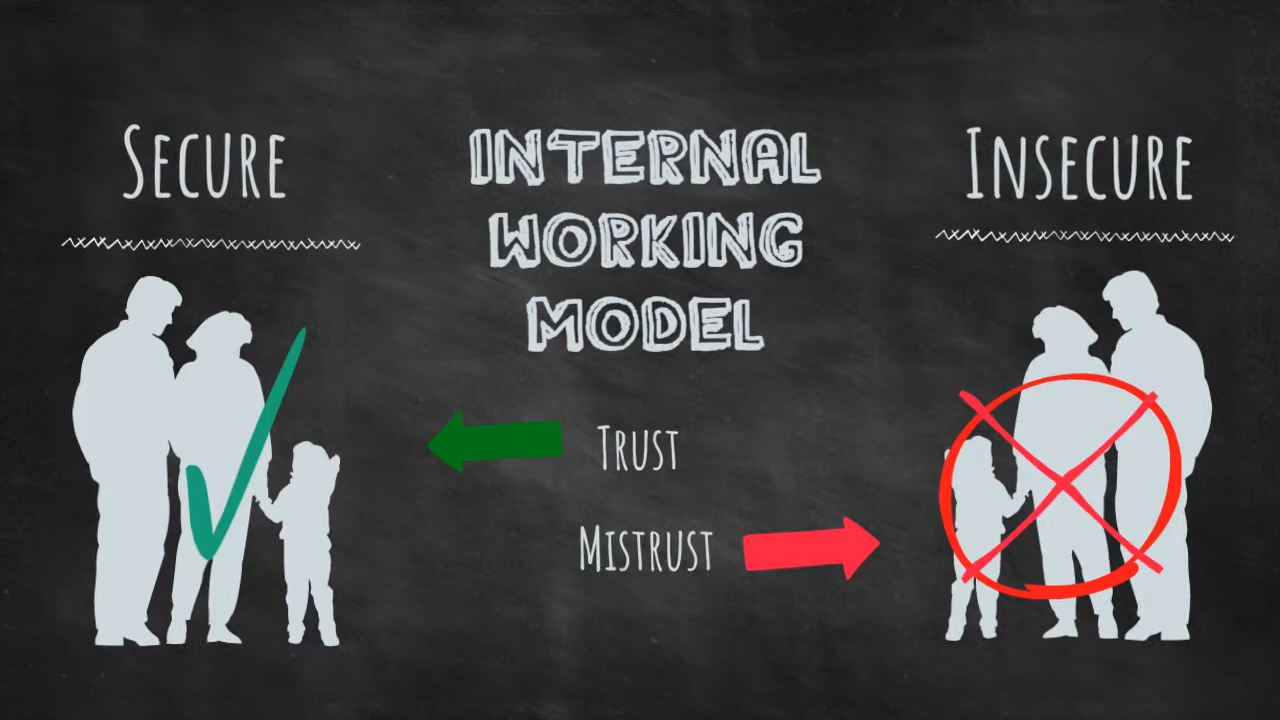 Secure
INTERNAL
WORKING
MODEL
Insecure
Trust
Mistrust